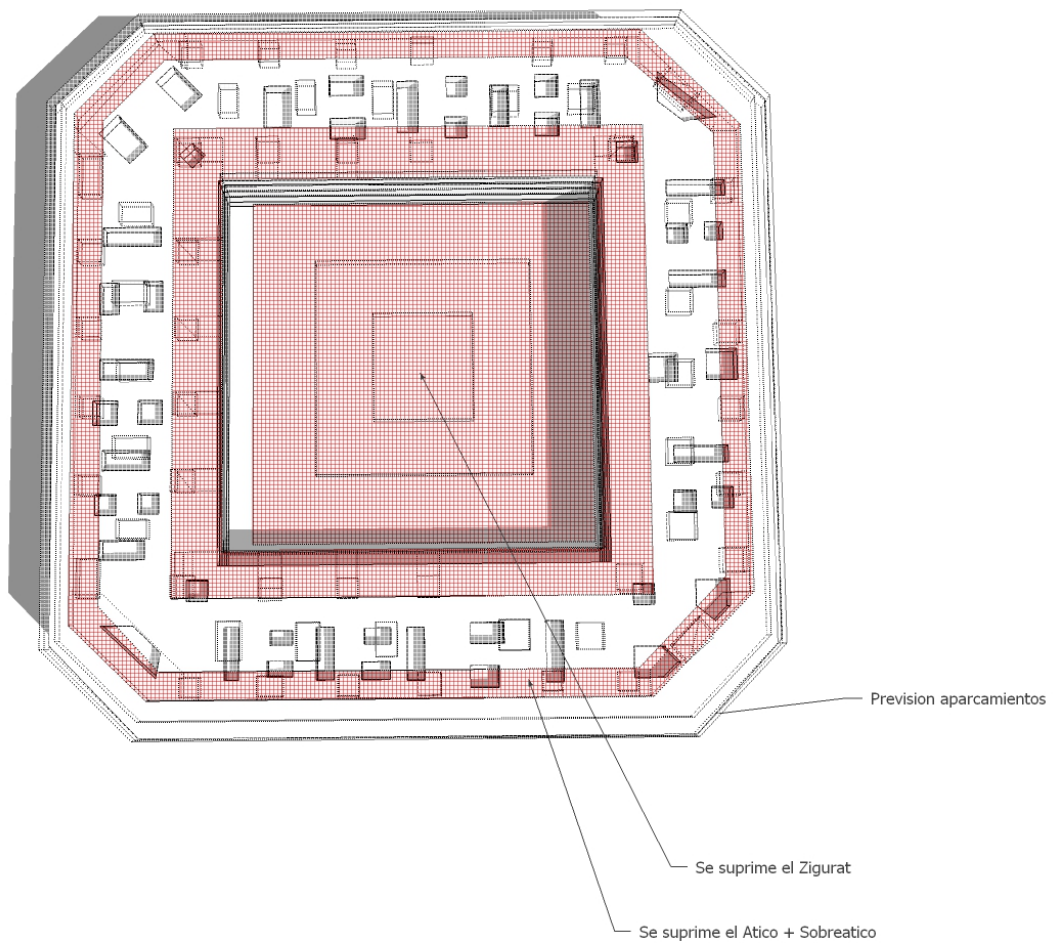 Prevision aparcamientos
Se suprime el Zigurat
Se suprime el Atico + Sobreatico